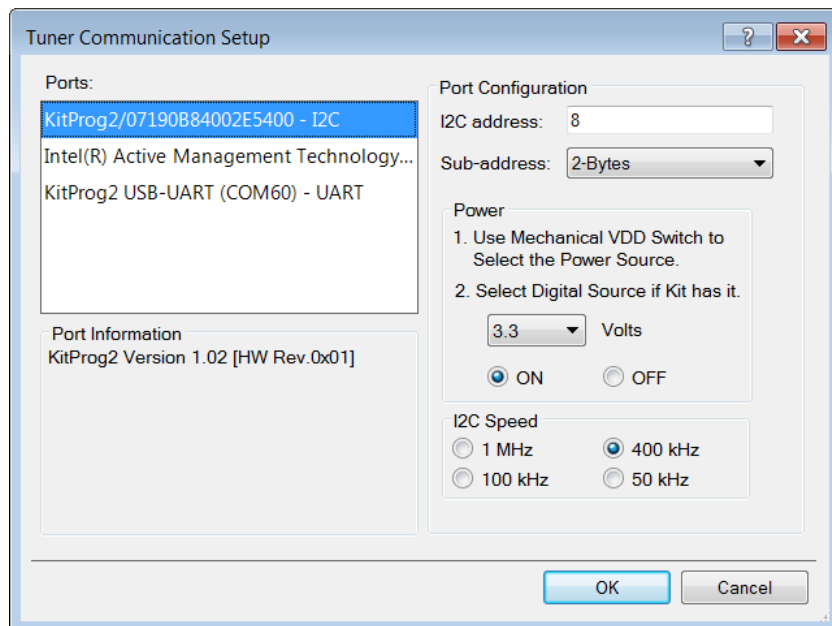 Tuner Communication Setup
Ports:
KitProg2/07190B84002E5400 - I2C
Intel(R) Active Management Technology...
KitProg2 USB-UART (COM60) - UART
Port Information
KitProg2 Version 1.02 [HW Rev.0x01]
Port Configuration
I2C address: 8
Sub-address: 2-Bytes
Power
1. Use Mechanical VDD Switch to
Select the Power Source.
2. Select Digital Source if Kit has it.
3.3 Volts
ON OFF
I2C Speed
1 MHz 400 kHz
100 kHz 50 kHz
OK Cancel